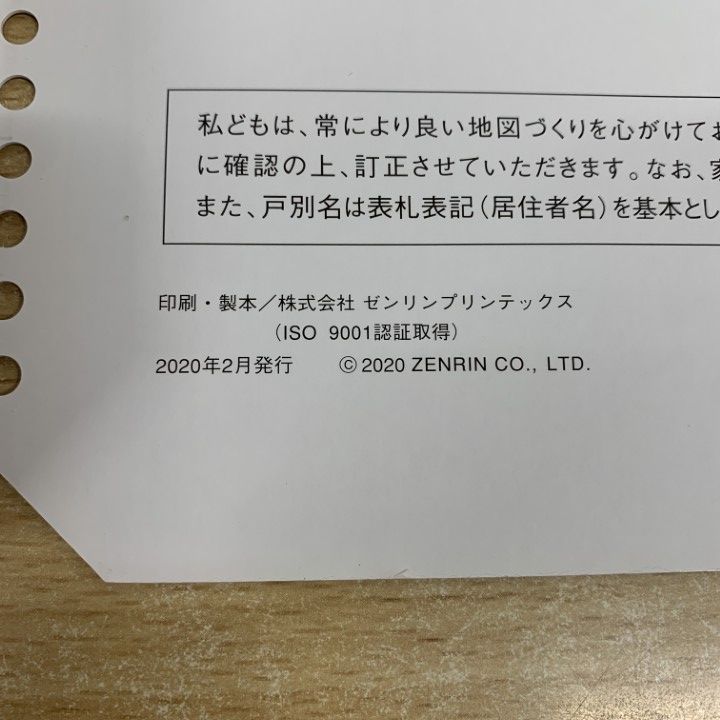 私どもは、常により良い地図づくりを心がけてお
に確認の上、訂正させていただきます。なお、家
また、戸別名は表札表記（居住者名）を基本とし
印刷・製本／株式会社 ゼンリンプリンテックス
（ISO 9001認証取得）
2020年2月発行 ©2020 ZENRIN CO., LTD.